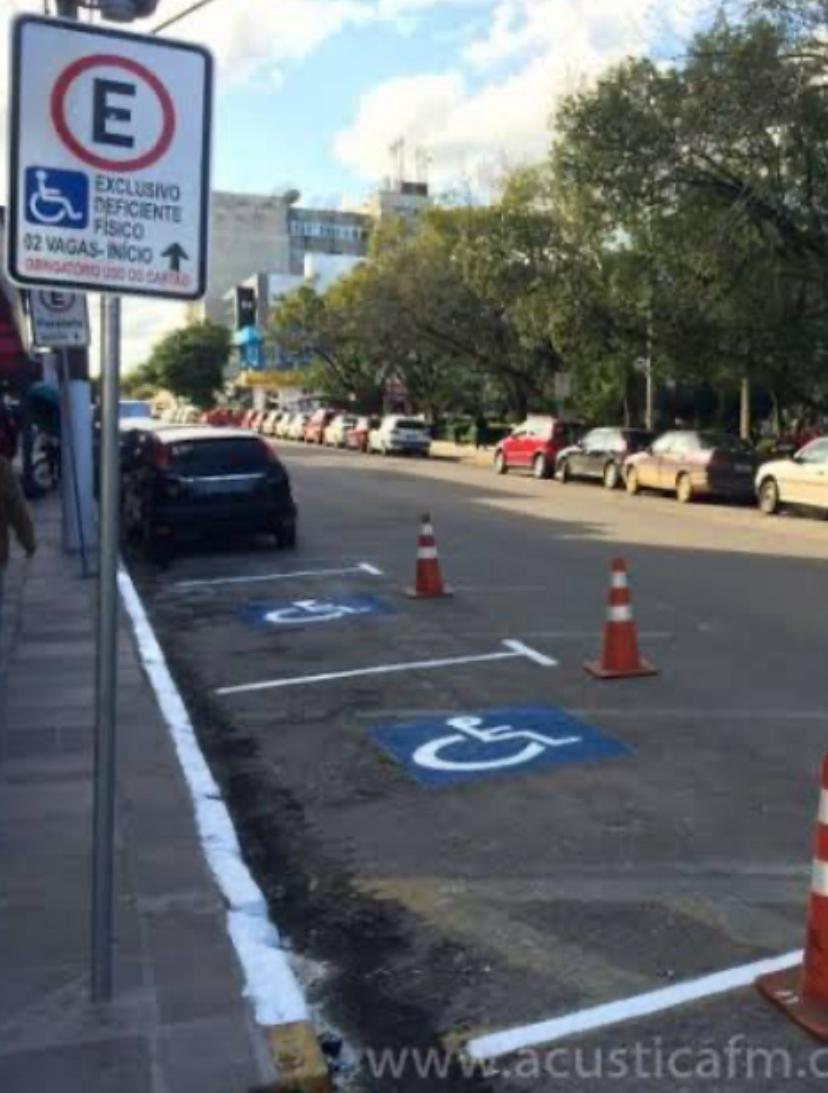 E
EXCLUSIVO
DEFICIENTE
FÍSICO
02 VAGAS- INÍCIO
OBRIGATÓRIO USO DO CARTÃO
E
www.acusticafm.c